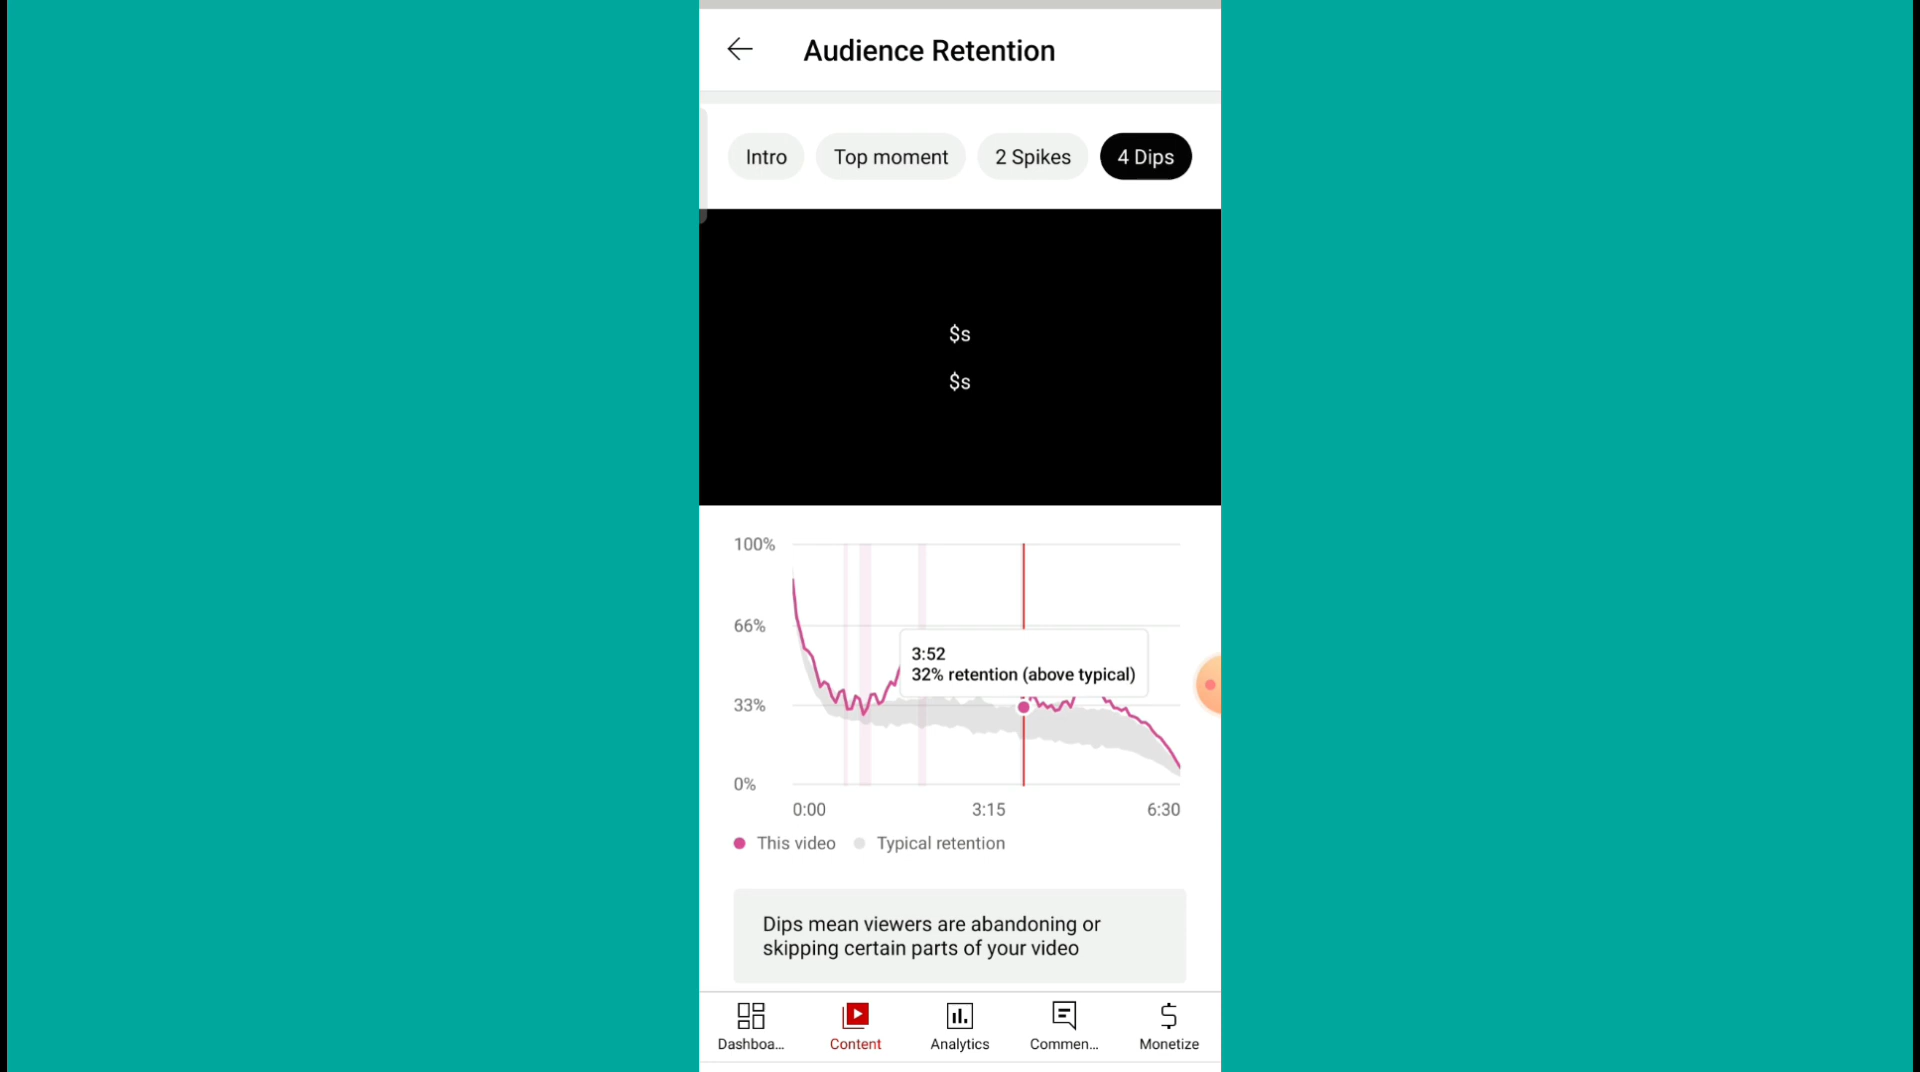 Audience Retention
Intro
Top moment
2 Spikes
4 Dips
$s
$s
100%
66%
3:52
32% retention (above typical)
33%
0%
0:00
3:15
6:30
This video
Typical retention
Dips mean viewers are abandoning or
skipping certain parts of your video
Dashboa...
Content
Analytics
Commen...
Monetize